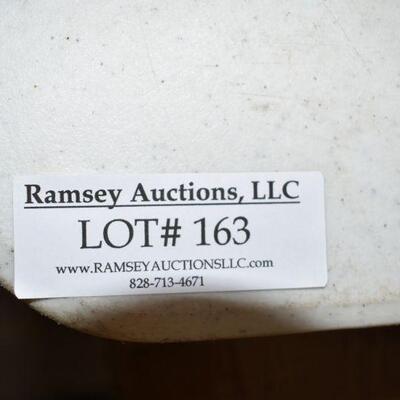 Ramsey Auctions, LLC
LOT# 163
www.RAMSEYAUCTIONSLLC.com
828-713-4671